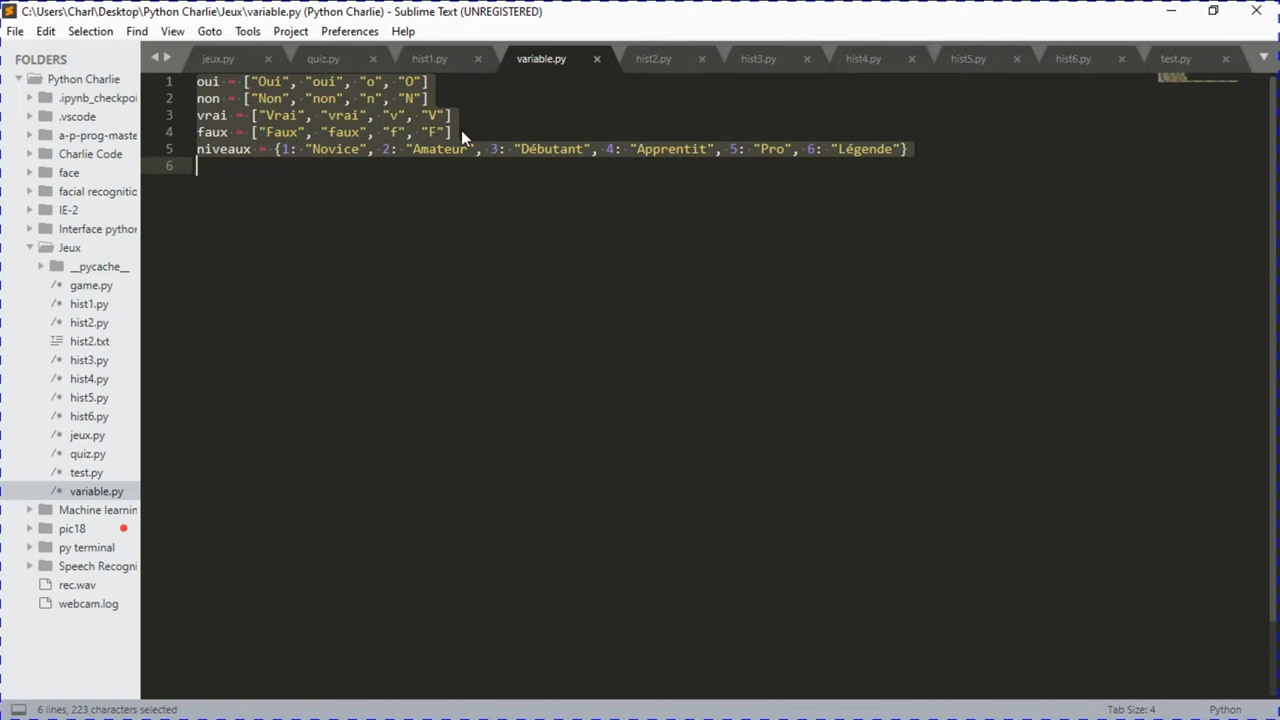 C:\Users\Charl\Desktop\Python Charlie\Jeux\variable.py (Python Charlie) - Sublime Text (UNREGISTERED)
File Edit Selection Find View Goto Tools Project Preferences Help
FOLDERS
Python Charlie
.ipynb_checkpoi
.vscode
a-p-prog-maste
Charlie Code
face
facial recognitio
IE-2
Interface python
Jeux
__pycache__
game.py
hist1.py
hist2.py
hist2.txt
hist3.py
hist4.py
hist5.py
hist6.py
jeux.py
quiz.py
test.py
variable.py
Machine learnin
pic18
py terminal
Speech Recogni
rec.wav
webcam.log
jeux.py quiz.py hist1.py variable.py hist2.py hist3.py hist4.py hist5.py hist6.py test.py
1 oui = ["Oui", "oui", "o", "O"]
2 non = ["Non", "non", "n", "N"]
3 vrai = ["Vrai", "vrai", "v", "V"]
4 faux = ["Faux", "faux", "f", "F"]
5 niveaux = {1: "Novice", 2: "Amateur", 3: "Débutant", 4: "Apprentit", 5: "Pro", 6: "Légende"}
6
6 lines, 223 characters selected
Tab Size: 4
Python